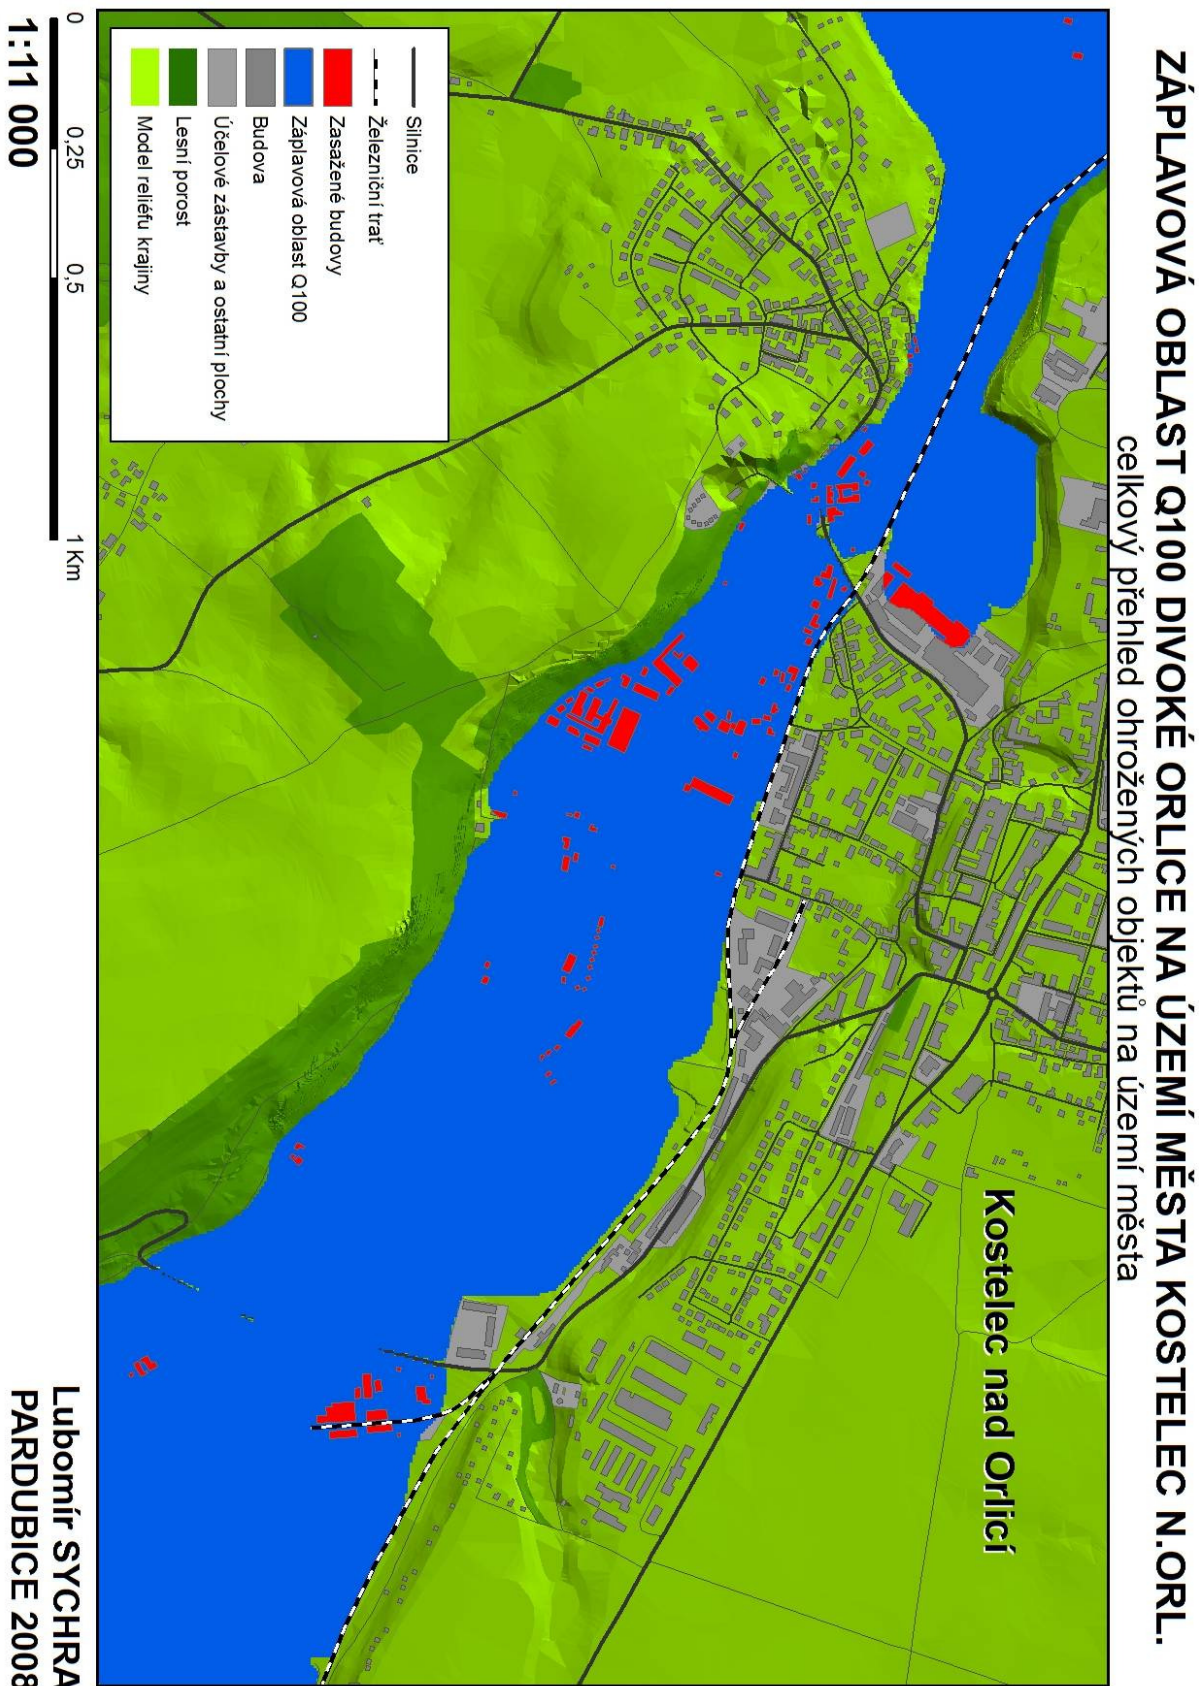 ZÁPLAVOVÁ OBLAST Q100 DIVOKÉ ORLICE NA ÚZEMÍ MĚSTA KOSTELEC N.ORL.
celkový přehled ohrožených objektů na území města
Kostelec nad Orlicí
Silnice
Železniční trať
Zasažené budovy
Záplavová oblast Q100
Budova
Účelové zástavby a ostatní plochy
Lesní porost
Model reliéfu krajiny
0 0,25 0,5 1 Km
1:11 000
Lubomír SYCHRA
PARDUBICE 2008